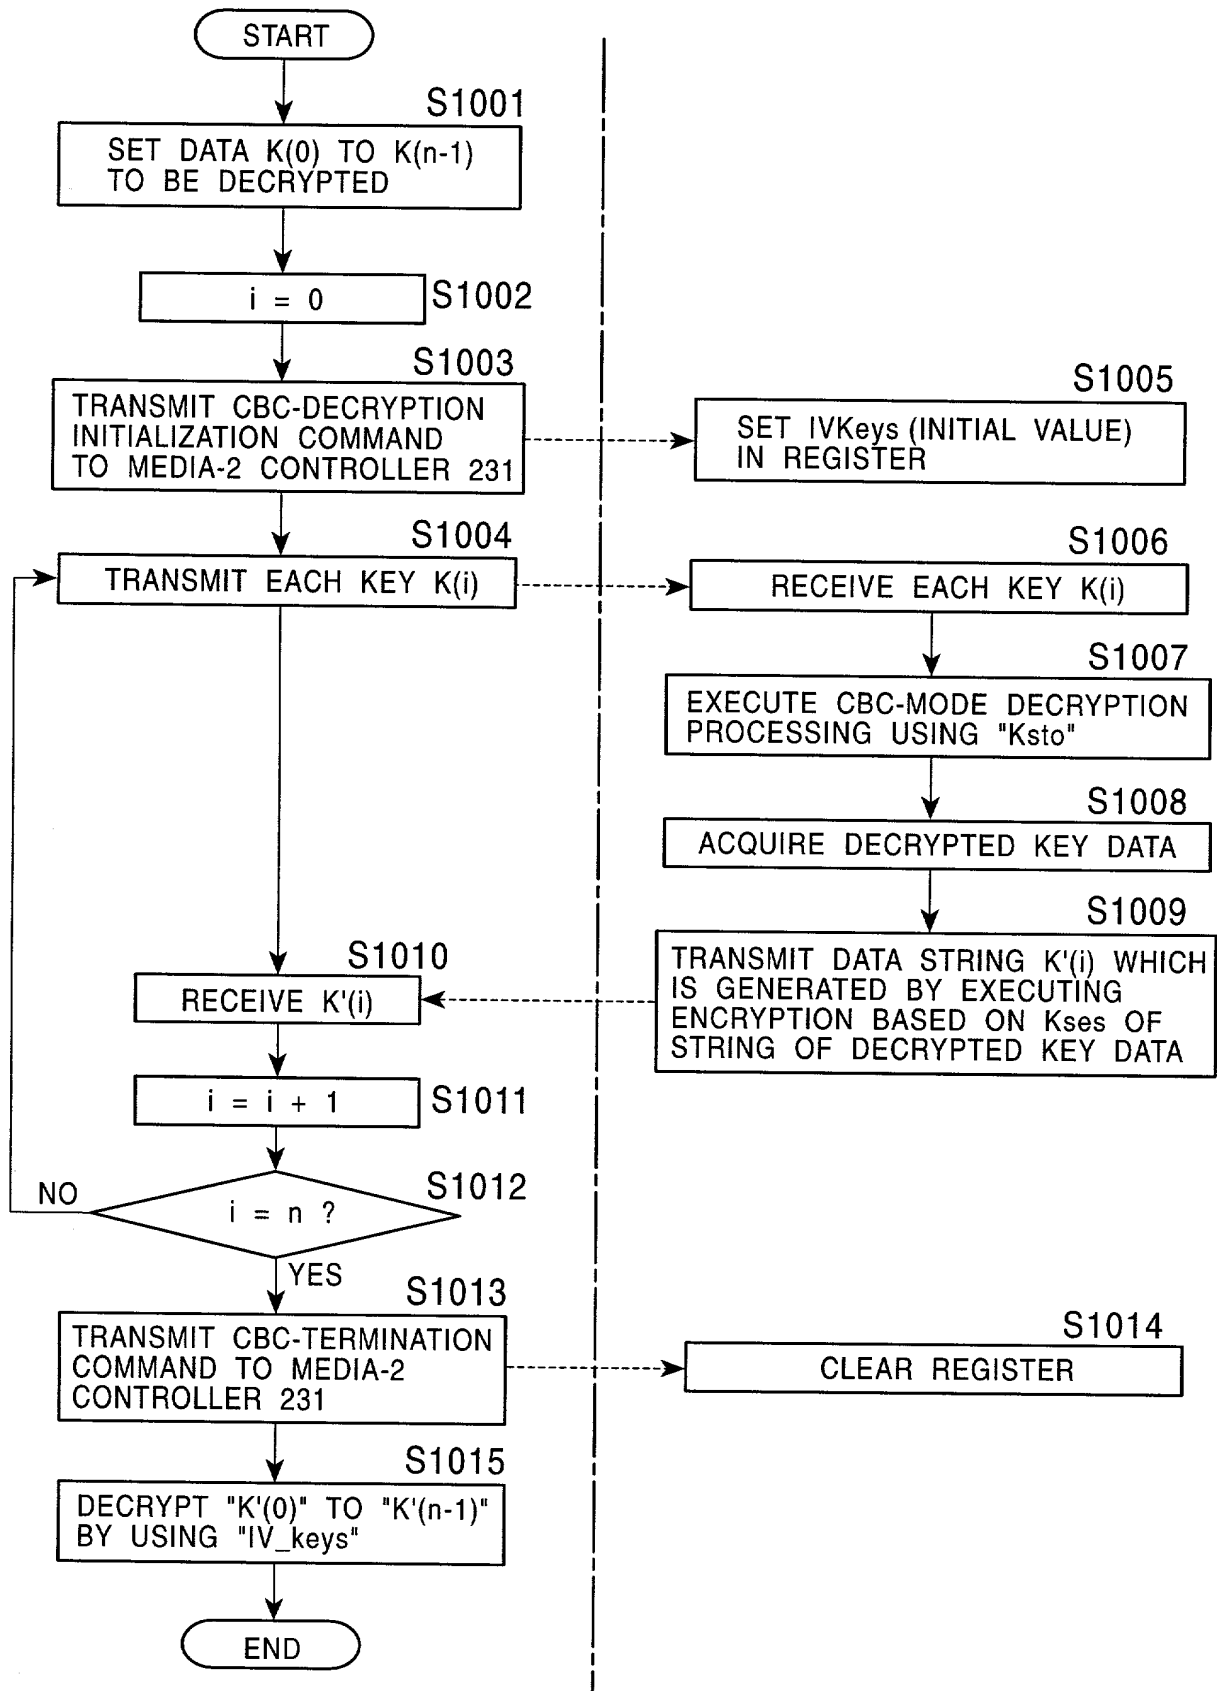 START
S1001
SET DATA K(0) TO K(n-1)
TO BE DECRYPTED
i = 0
S1002
S1003
TRANSMIT CBC-DECRYPTION
INITIALIZATION COMMAND
TO MEDIA-2 CONTROLLER 231
S1005
SET IVKeys (INITIAL VALUE)
IN REGISTER
S1004
TRANSMIT EACH KEY K(i)
S1006
RECEIVE EACH KEY K(i)
S1007
EXECUTE CBC-MODE DECRYPTION
PROCESSING USING "Ksto"
S1008
ACQUIRE DECRYPTED KEY DATA
S1009
TRANSMIT DATA STRING K'(i) WHICH
IS GENERATED BY EXECUTING
ENCRYPTION BASED ON Kses OF
STRING OF DECRYPTED KEY DATA
S1010
RECEIVE K'(i)
i = i + 1
S1011
S1012
NO
i = n ?
YES
S1013
TRANSMIT CBC-TERMINATION
COMMAND TO MEDIA-2
CONTROLLER 231
S1014
CLEAR REGISTER
S1015
DECRYPT "K'(0)" TO "K'(n-1)"
BY USING "IV_keys"
END